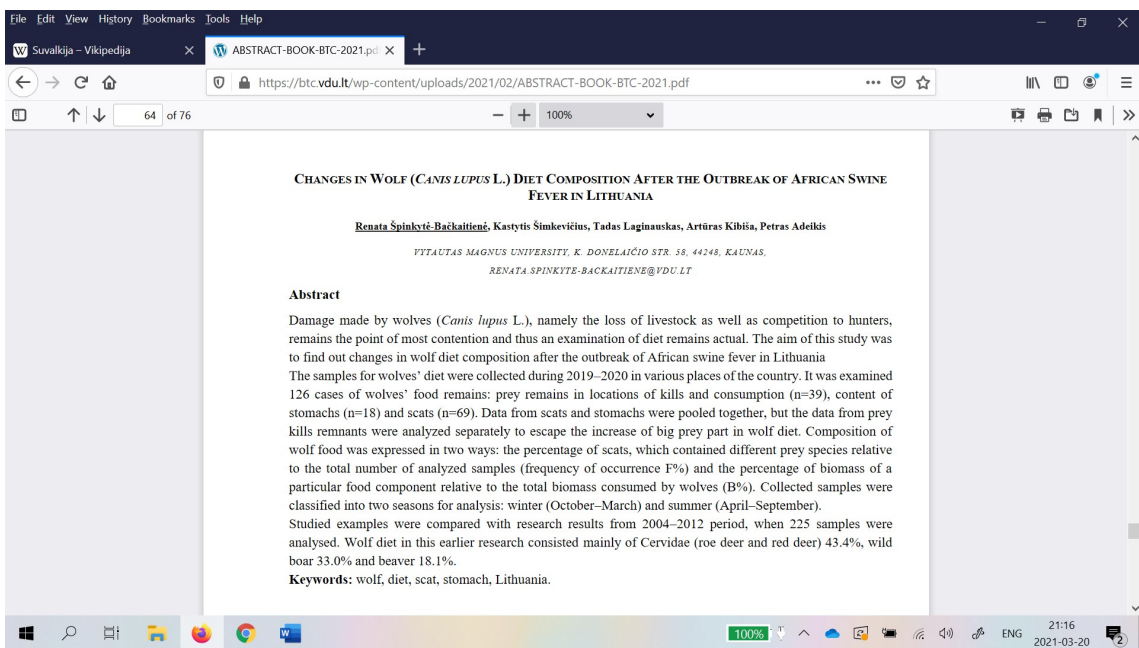 File Edit View History Bookmarks Tools Help
Suvalkija – Vikipedija
ABSTRACT-BOOK-BTC-2021.pd
https://btc.vdu.lt/wp-content/uploads/2021/02/ABSTRACT-BOOK-BTC-2021.pdf
64 of 76
100%
CHANGES IN WOLF (CANIS LUPUS L.) DIET COMPOSITION AFTER THE OUTBREAK OF AFRICAN SWINE
FEVER IN LITHUANIA
Renata Špinkytė-Bačkaitienė, Kastytis Šimkevičius, Tadas Laginauskas, Artūras Kibiša, Petras Adeikis
VYTAUTAS MAGNUS UNIVERSITY, K. DONELAIČIO STR. 58, 44248, KAUNAS,
RENATA.SPINKYTE-BACKAITIENE@VDU.LT
Abstract
Damage made by wolves (Canis lupus L.), namely the loss of livestock as well as competition to hunters,
remains the point of most contention and thus an examination of diet remains actual. The aim of this study was
to find out changes in wolf diet composition after the outbreak of African swine fever in Lithuania
The samples for wolves' diet were collected during 2019–2020 in various places of the country. It was examined
126 cases of wolves' food remains: prey remains in locations of kills and consumption (n=39), content of
stomachs (n=18) and scats (n=69). Data from scats and stomachs were pooled together, but the data from prey
kills remnants were analyzed separately to escape the increase of big prey part in wolf diet. Composition of
wolf food was expressed in two ways: the percentage of scats, which contained different prey species relative
to the total number of analyzed samples (frequency of occurrence F%) and the percentage of biomass of a
particular food component relative to the total biomass consumed by wolves (B%). Collected samples were
classified into two seasons for analysis: winter (October–March) and summer (April–September).
Studied examples were compared with research results from 2004–2012 period, when 225 samples were
analysed. Wolf diet in this earlier research consisted mainly of Cervidae (roe deer and red deer) 43.4%, wild
boar 33.0% and beaver 18.1%.
Keywords: wolf, diet, scat, stomach, Lithuania.
100%
ENG
21:16
2021-03-20
2